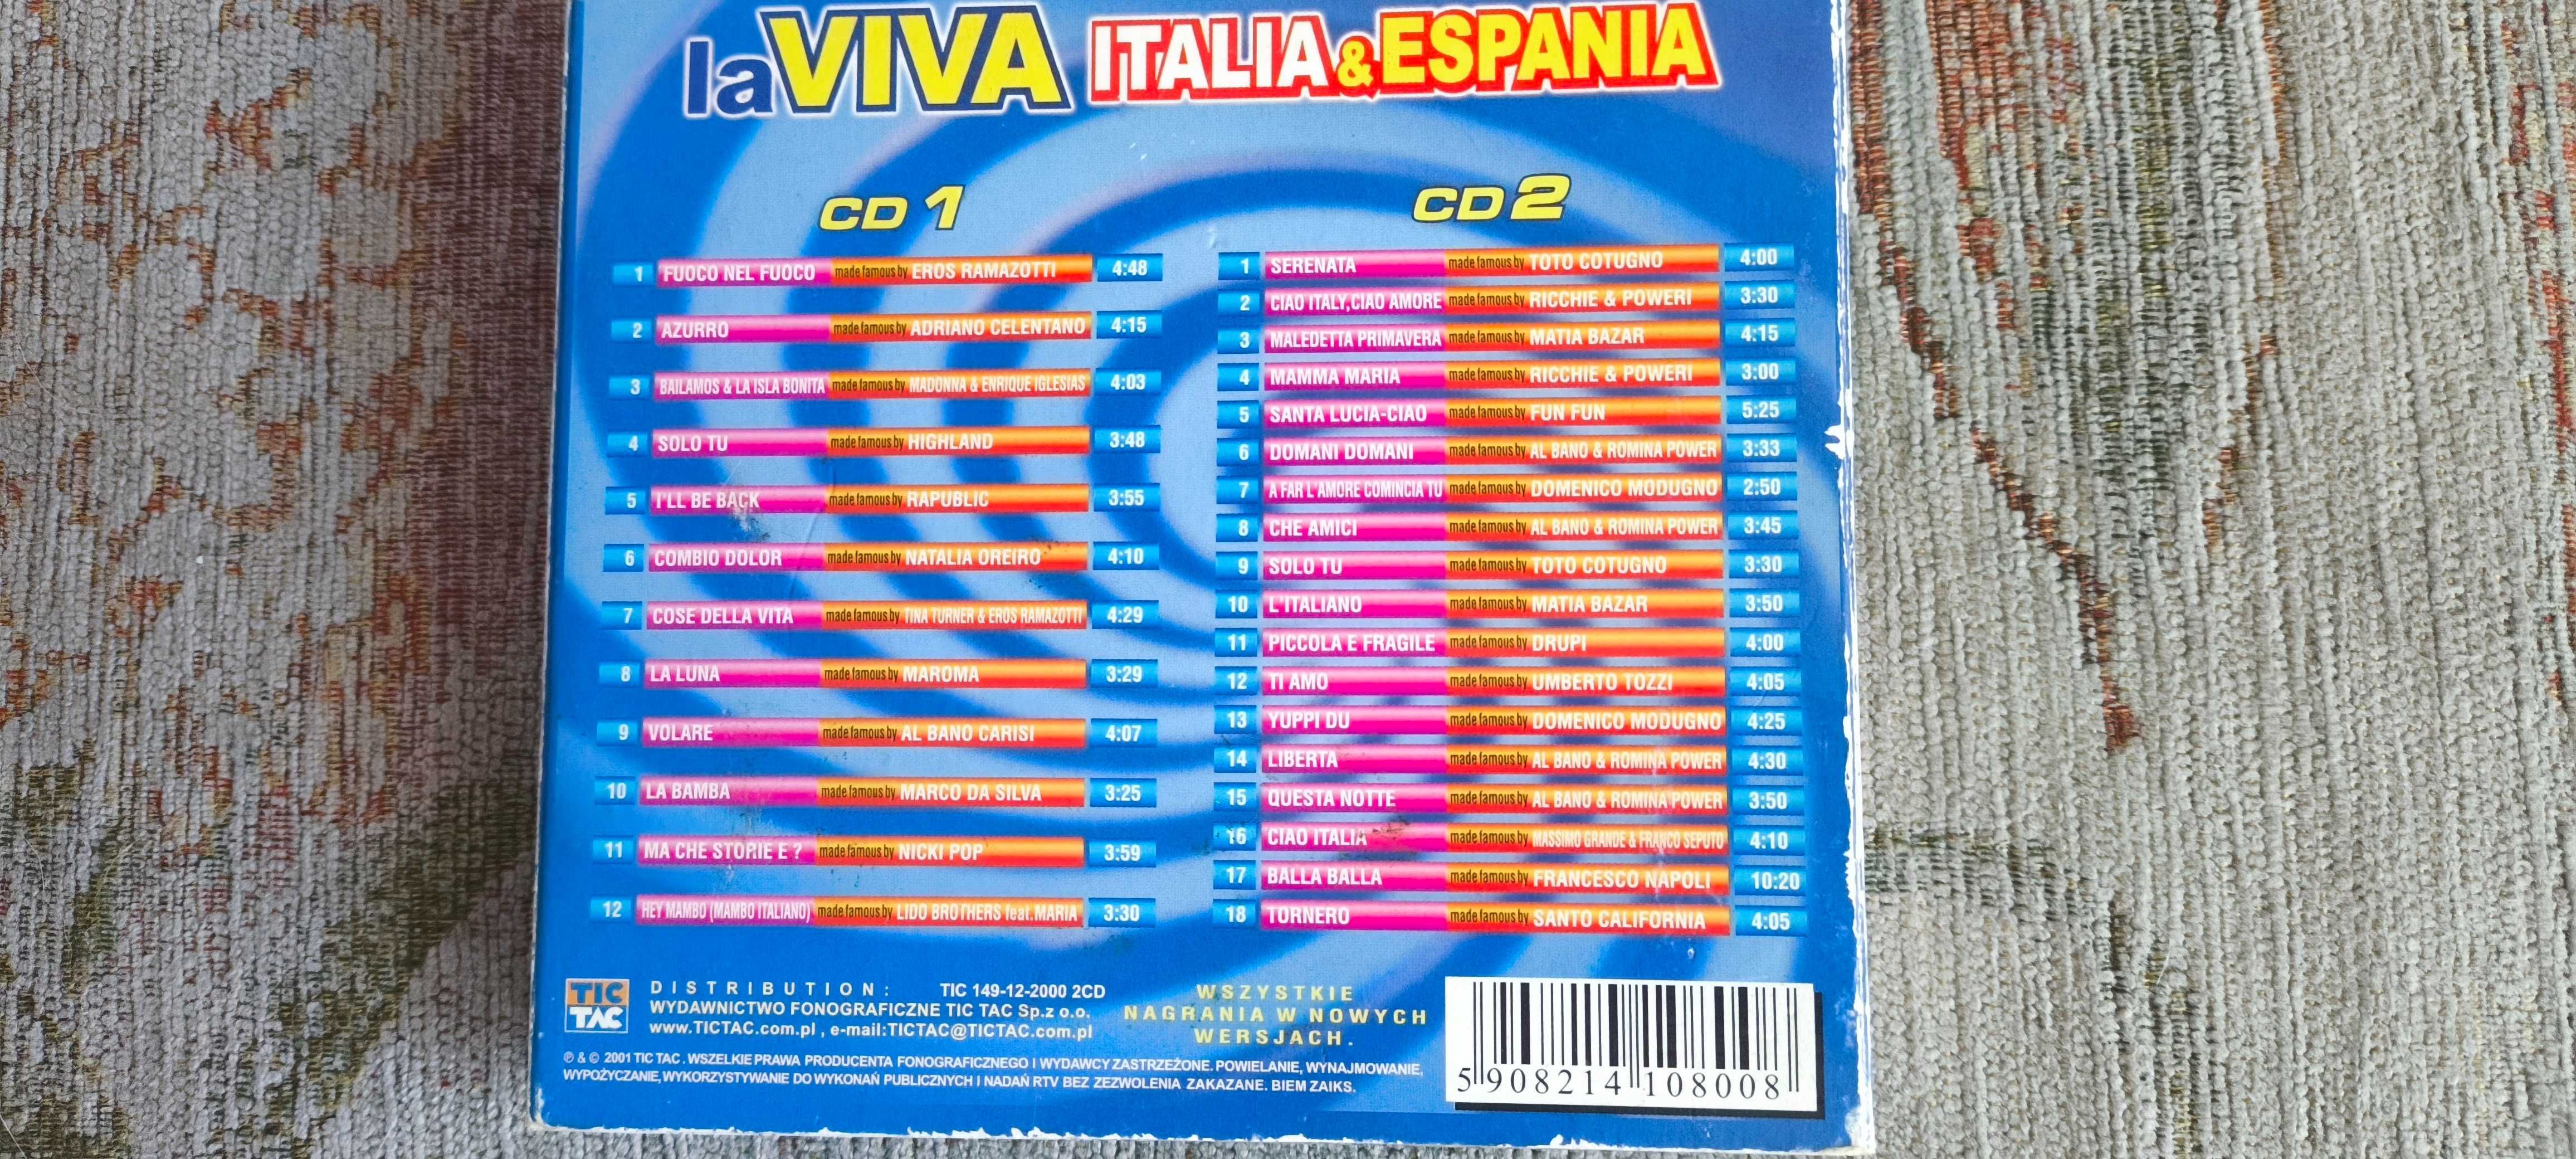 la VIVA ITALIA & ESPANIA
CD 1
1 FUOCO NEL FUOCO made famous by EROS RAMAZOTTI 4:48
2 AZURRO made famous by ADRIANO CELENTANO 4:15
3 BAILAMOS & LA ISLA BONITA made famous by MADONNA & ENRIQUE IGLESIAS 4:03
4 SOLO TU made famous by HIGHLAND 3:48
5 I'LL BE BACK made famous by RAPUBLIC 3:55
6 COMBIO DOLOR made famous by NATALIA OREIRO 4:10
7 COSE DELLA VITA made famous by TINA TURNER & EROS RAMAZOTTI 4:29
8 LA LUNA made famous by MAROMA 3:29
9 VOLARE made famous by AL BANO CARISI 4:07
10 LA BAMBA made famous by MARCO DA SILVA 3:25
11 MA CHE STORIE E ? made famous by NICKI POP 3:59
12 HEY MAMBO (MAMBO ITALIANO) made famous by LIDO BROTHERS feat.MARIA 3:30
CD 2
1 SERENATA made famous by TOTO COTUGNO 4:00
2 CIAO ITALY,CIAO AMORE made famous by RICCHIE & POWERI 3:30
3 MALEDETTA PRIMAVERA made famous by MATIA BAZAR 4:15
4 MAMMA MARIA made famous by RICCHIE & POWERI 3:00
5 SANTA LUCIA-CIAO made famous by FUN FUN 5:25
6 DOMANI DOMANI made famous by AL BANO & ROMINA POWER 3:33
7 A FAR L'AMORE COMINCIA TU made famous by DOMENICO MODUGNO 2:50
8 CHE AMICI made famous by AL BANO & ROMINA POWER 3:45
9 SOLO TU made famous by TOTO COTUGNO 3:30
10 L'ITALIANO made famous by MATIA BAZAR 3:50
11 PICCOLA E FRAGILE made famous by DRUPI 4:00
12 TI AMO made famous by UMBERTO TOZZI 4:05
13 YUPPI DU made famous by DOMENICO MODUGNO 4:25
14 LIBERTA made famous by AL BANO & ROMINA POWER 4:30
15 QUESTA NOTTE made famous by AL BANO & ROMINA POWER 3:50
16 CIAO ITALIA made famous by MASSIMO GRANDE & FRANCO SEPUTO 4:10
17 BALLA BALLA made famous by FRANCESCO NAPOLI 10:20
18 TORNERO made famous by SANTO CALIFORNIA 4:05
TIC
TAC
DISTRIBUTION: TIC 149-12-2000 2CD
WYDAWNICTWO FONOGRAFICZNE TIC TAC Sp.z o.o.
www.TICTAC.com.pl , e-mail:TICTAC@TICTAC.com.pl
℗ & © 2001 TIC TAC . WSZELKIE PRAWA PRODUCENTA FONOGRAFICZNEGO I WYDAWCY ZASTRZEŻONE. POWIELANIE, WYNAJMOWANIE,
WYPOŻYCZANIE, WYKORZYSTYWANIE DO WYKONAŃ PUBLICZNYCH I NADAŃ RTV BEZ ZEZWOLENIA ZAKAZANE. BIEM ZAIKS.
WSZYSTKIE
NAGRANIA W NOWYCH
WERSJACH.
5 908214 108008